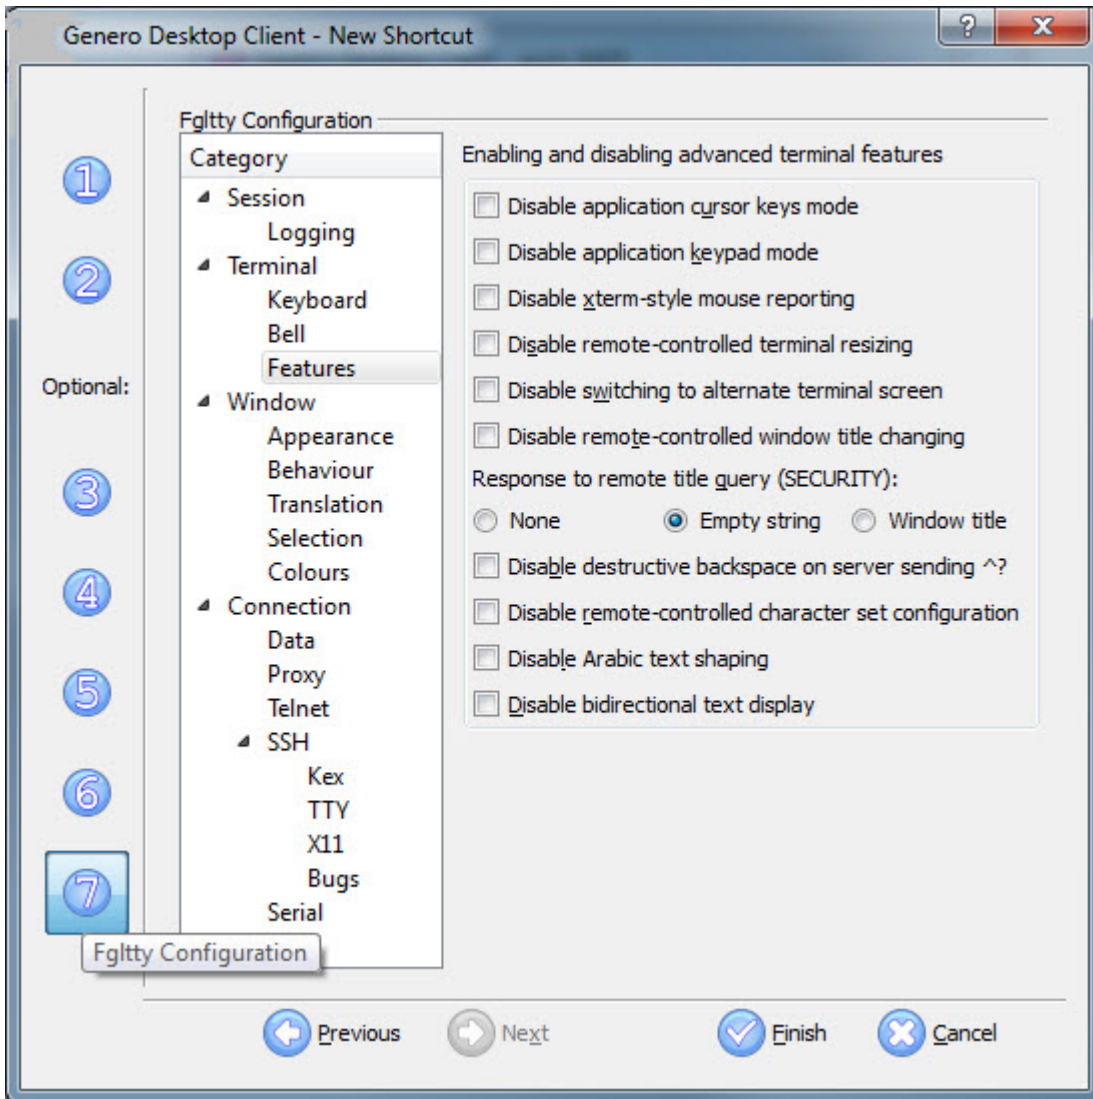 Genero Desktop Client - New Shortcut
?
X
1
2
Optional:
3
4
5
6
7
Fgltty Configuration
Category
Session
Logging
Terminal
Keyboard
Bell
Features
Window
Appearance
Behaviour
Translation
Selection
Colours
Connection
Data
Proxy
Telnet
SSH
Kex
TTY
X11
Bugs
Serial
Fgltty Configuration
Enabling and disabling advanced terminal features
Disable application cursor keys mode
Disable application keypad mode
Disable xterm-style mouse reporting
Disable remote-controlled terminal resizing
Disable switching to alternate terminal screen
Disable remote-controlled window title changing
Response to remote title query (SECURITY):
None Empty string Window title
Disable destructive backspace on server sending ^?
Disable remote-controlled character set configuration
Disable Arabic text shaping
Disable bidirectional text display
Previous Next Finish Cancel